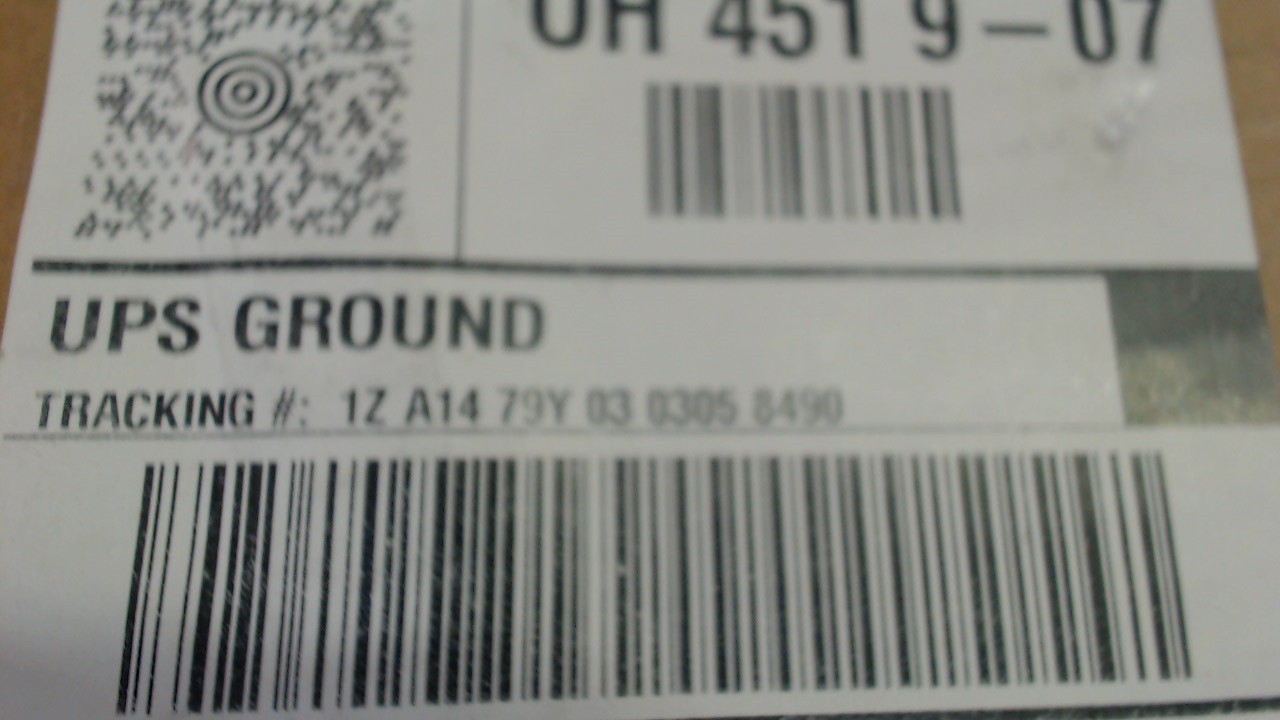 OH 451 9-07
UPS GROUND
TRACKING #: 1Z A14 79Y 03 0305 8490